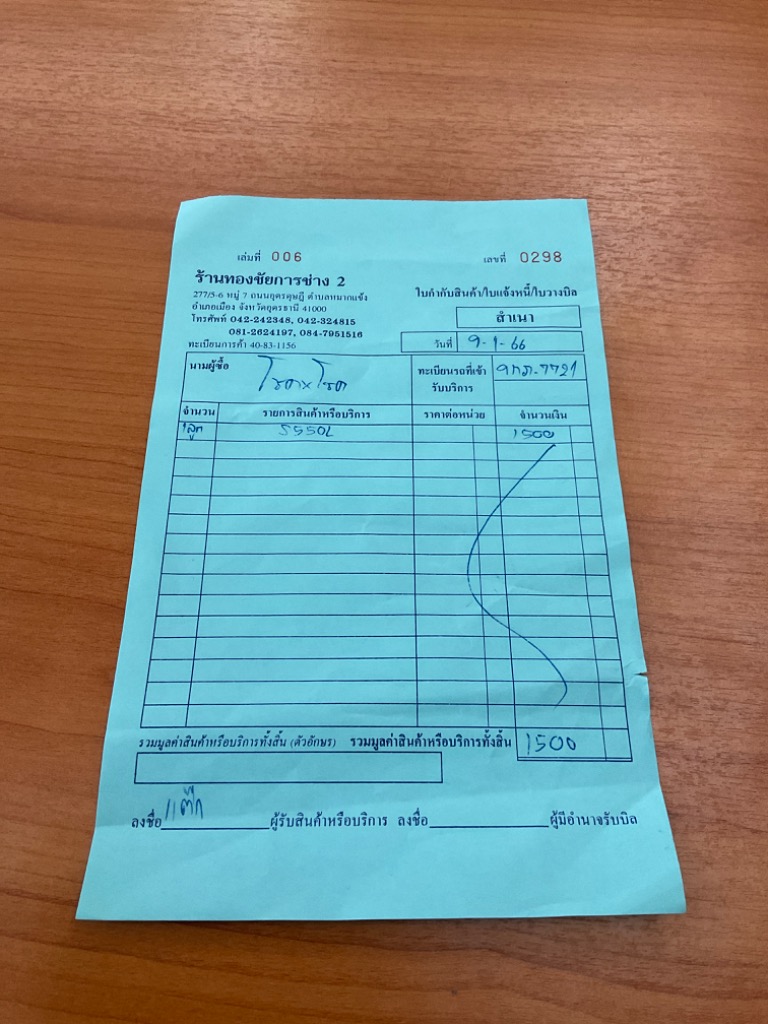 เล่มที่ 006 เลขที่ 0298
ร้านทองชัยการช่าง 2
277/5-6 หมู่ 7 ถนนอุดรดุษฎี ตำบลหมากแข้ง
อำเภอเมือง จังหวัดอุดรธานี 41000
โทรศัพท์ 042-242348, 042-324815
081-2624197, 084-7951516
ทะเบียนการค้า 40-83-1156
ใบกำกับสินค้า/ใบแจ้งหนี้/ใบวางบิล
สำเนา
วันที่ 9-1-66
นามผู้ซื้อ
ทะเบียนรถที่เข้า
รับบริการ
จำนวน รายการสินค้าหรือบริการ ราคาต่อหน่วย จำนวนเงิน
1ลูก 1500
รวมมูลค่าสินค้าหรือบริการทั้งสิ้น (ตัวอักษร) รวมมูลค่าสินค้าหรือบริการทั้งสิ้น 1500
ลงชื่อ แต๊ก ผู้รับสินค้าหรือบริการ ลงชื่อ ผู้มีอำนาจรับบิล